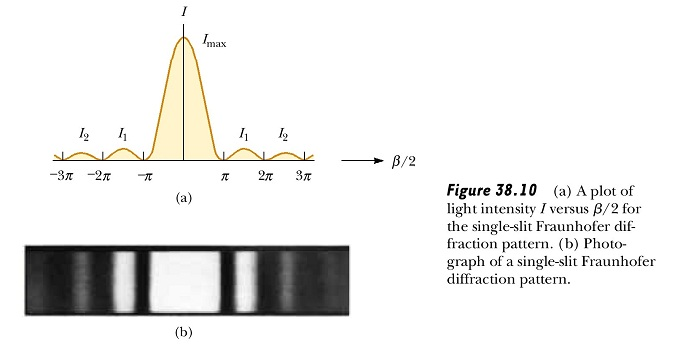 I
I_max
I_2 I_1 I_1 I_2
−3π −2π −π π 2π 3π
β/2
(a)
Figure 38.10 (a) A plot of
light intensity I versus β/2 for
the single-slit Fraunhofer dif-
fraction pattern. (b) Photo-
graph of a single-slit Fraunhofer
diffraction pattern.
(b)